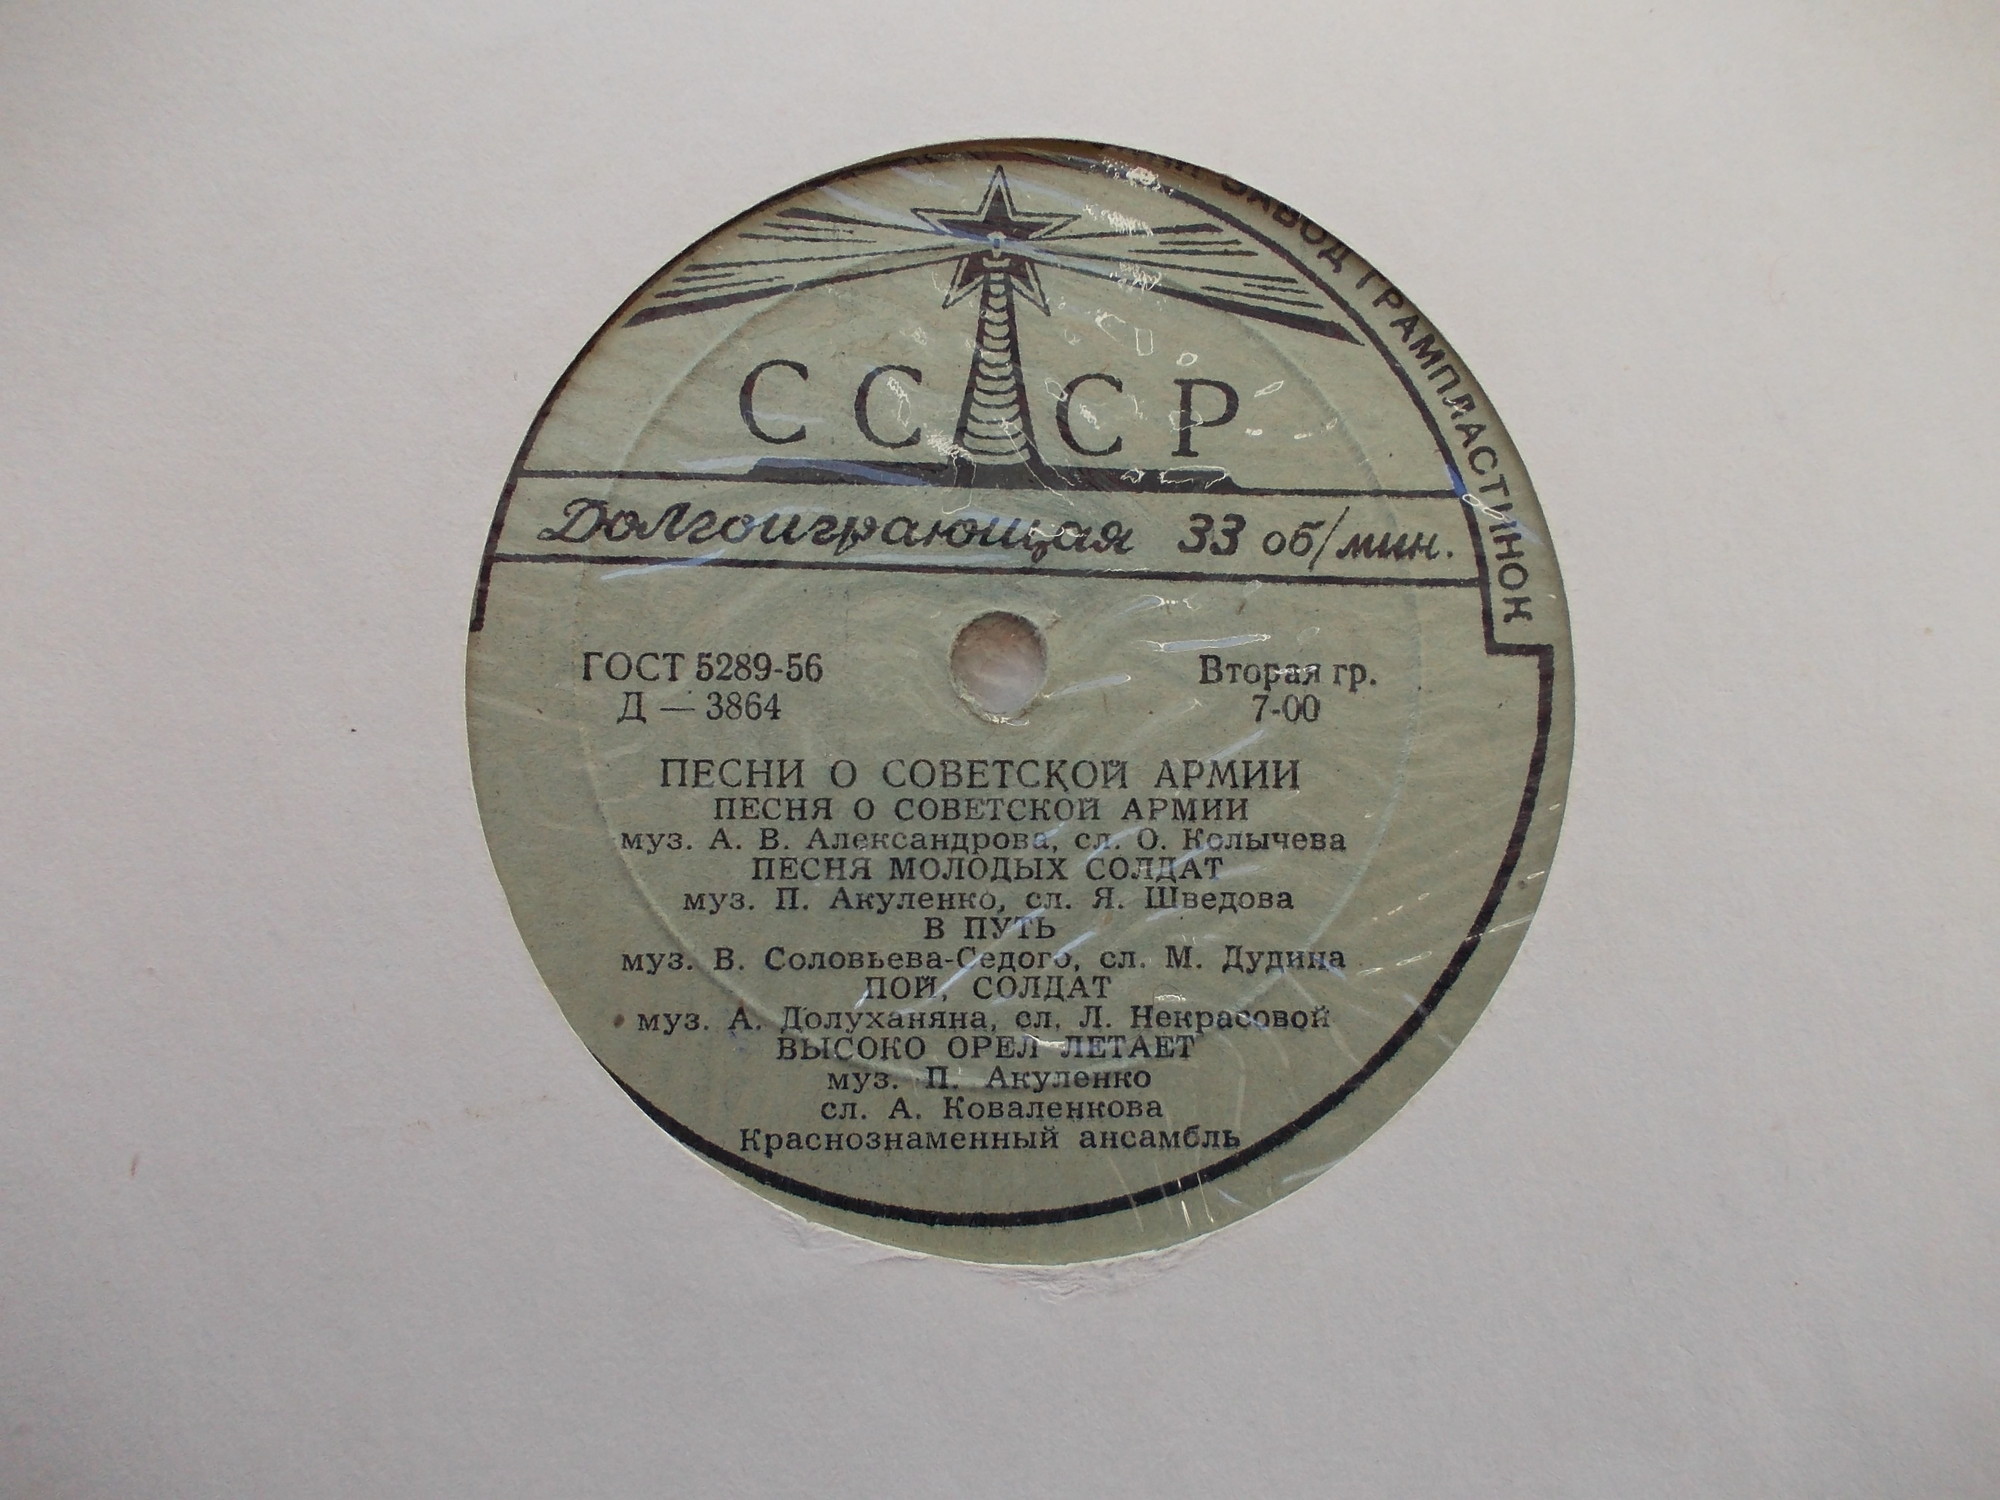 ЗАВОД ГРАМПЛАСТИНОК
СССР
Долгоиграющая 33 об/мин.
ГОСТ 5289-56
Вторая гр.
Д — 3864
7-00
ПЕСНИ О СОВЕТСКОЙ АРМИИ
ПЕСНЯ О СОВЕТСКОЙ АРМИИ
муз. А. В. Александрова, сл. О. Колычева
ПЕСНЯ МОЛОДЫХ СОЛДАТ
муз. П. Акуленко, сл. Я. Шведова
В ПУТЬ
муз. В. Соловьева-Седого, сл. М. Дудина
ПОЙ, СОЛДАТ
муз. А. Долуханяна, сл. Л. Некрасовой
ВЫСОКО ОРЕЛ ЛЕТАЕТ
муз. П. Акуленко
сл. А. Коваленкова
Краснознаменный ансамбль